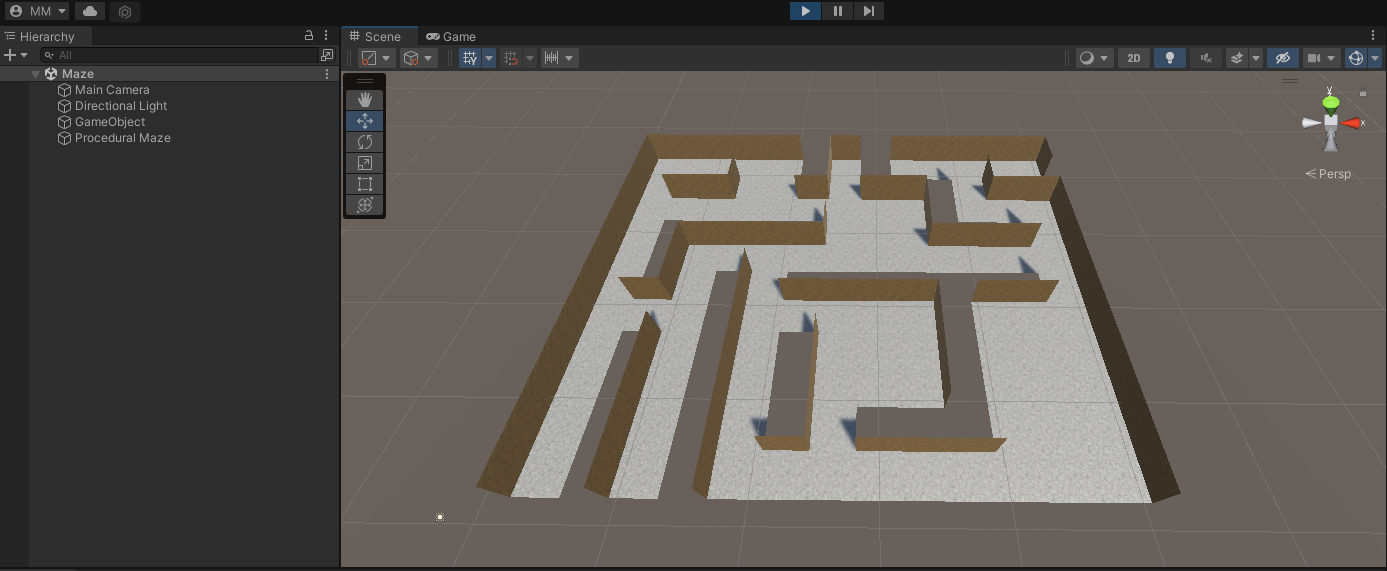 MM
Hierarchy
All
Maze
Main Camera
Directional Light
GameObject
Procedural Maze
Scene
Game
2D
y
x
Persp